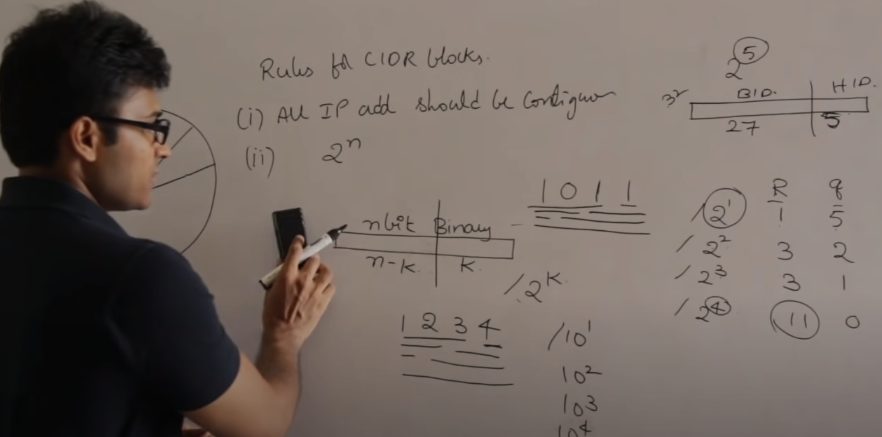 Rules for CIDR blocks.
(i) All IP add should be contiguous
(ii) 2^n
2^5
32
BID. HID.
27 5
n bit Binary
n-k. k.
1 0 1 1
/2^k.
R q
/2^1 1 5
/2^2 3 2
/2^3 3 1
/2^4 11 0
1 2 3 4
/10^1
10^2
10^3
10^4